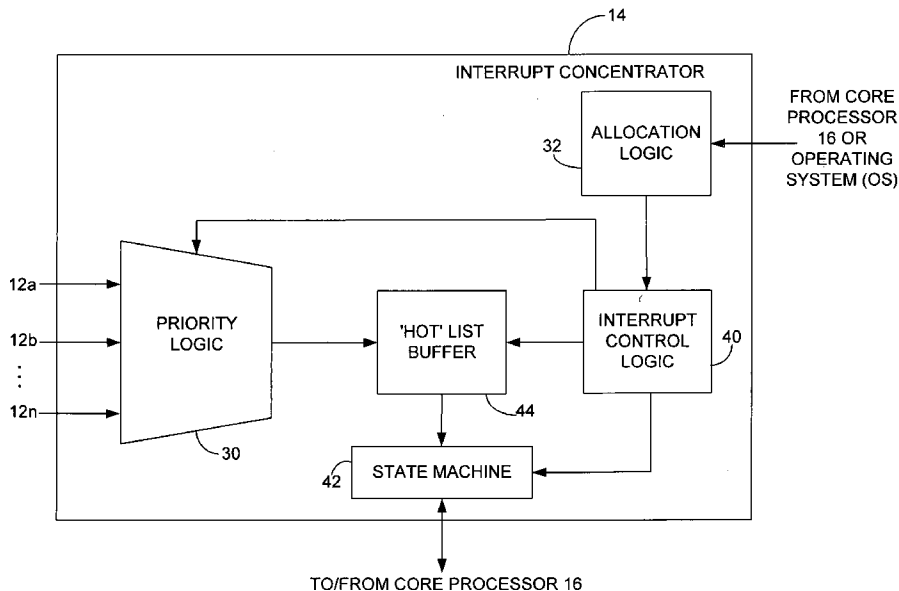 14
INTERRUPT CONCENTRATOR
FROM CORE
PROCESSOR
16 OR
OPERATING
SYSTEM (OS)
32
ALLOCATION
LOGIC
12a
12b
...
12n
PRIORITY
LOGIC
30
'HOT' LIST
BUFFER
44
INTERRUPT
CONTROL
LOGIC
40
42
STATE MACHINE
TO/FROM CORE PROCESSOR 16